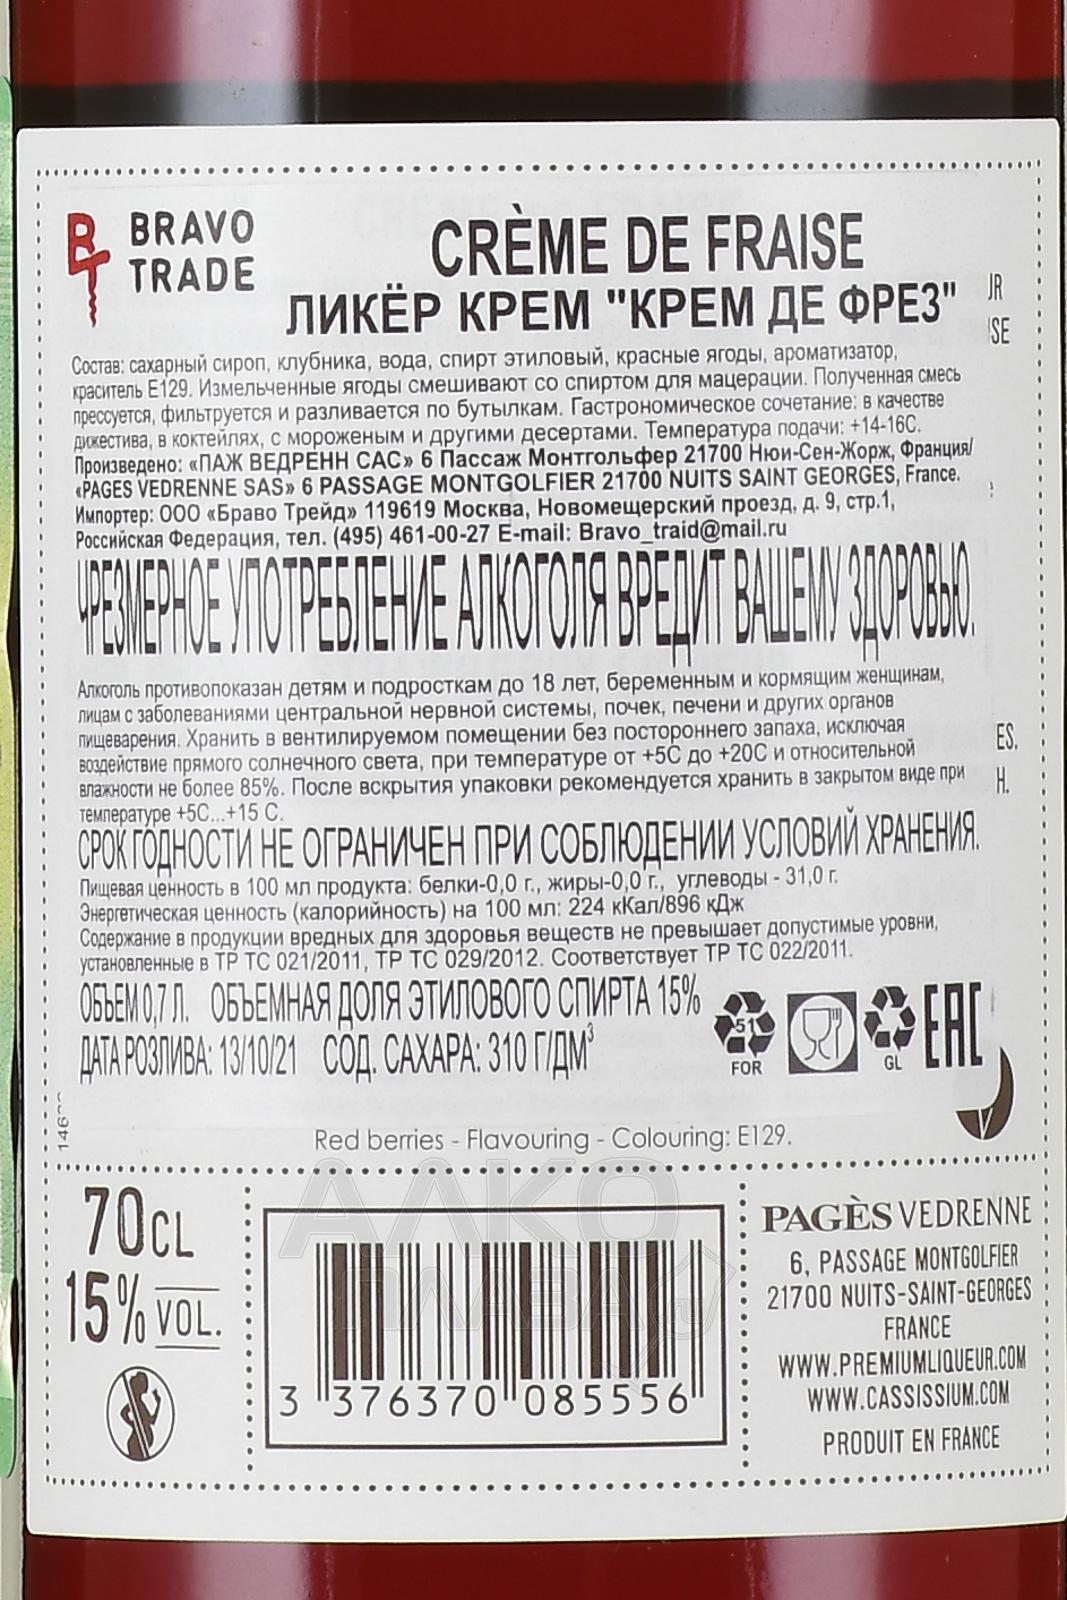 BRAVO
TRADE
CRÈME DE FRAISE
ЛИКЁР КРЕМ "КРЕМ ДЕ ФРЕЗ"
Состав: сахарный сироп, клубника, вода, спирт этиловый, красные ягоды, ароматизатор,
краситель Е129. Измельченные ягоды смешивают со спиртом для мацерации. Полученная смесь
прессуется, фильтруется и разливается по бутылкам. Гастрономическое сочетание: в качестве
дижестива, в коктейлях, с мороженым и другими десертами. Температура подачи: +14-16С.
Произведено: «ПАЖ ВЕДРЕНН САС» 6 Пассаж Монтгольфер 21700 Нюи-Сен-Жорж, Франция/
«PAGES VEDRENNE SAS» 6 PASSAGE MONTGOLFIER 21700 NUITS SAINT GEORGES, France.
Импортер: ООО «Браво Трейд» 119619 Москва, Новомещерский проезд, д. 9, стр.1,
Российская Федерация, тел. (495) 461-00-27 E-mail: Bravo_traid@mail.ru
ЧРЕЗМЕРНОЕ УПОТРЕБЛЕНИЕ АЛКОГОЛЯ ВРЕДИТ ВАШЕМУ ЗДОРОВЬЮ.
Алкоголь противопоказан детям и подросткам до 18 лет, беременным и кормящим женщинам,
лицам с заболеваниями центральной нервной системы, почек, печени и других органов
пищеварения. Хранить в вентилируемом помещении без постороннего запаха, исключая
воздействие прямого солнечного света, при температуре от +5С до +20С и относительной
влажности не более 85%. После вскрытия упаковки рекомендуется хранить в закрытом виде при
температуре +5С...+15 С.
СРОК ГОДНОСТИ НЕ ОГРАНИЧЕН ПРИ СОБЛЮДЕНИИ УСЛОВИЙ ХРАНЕНИЯ.
Пищевая ценность в 100 мл продукта: белки-0,0 г., жиры-0,0 г., углеводы - 31,0 г.
Энергетическая ценность (калорийность) на 100 мл: 224 кКал/896 кДж
Содержание в продукции вредных для здоровья веществ не превышает допустимые уровни,
установленные в ТР ТС 021/2011, ТР ТС 029/2012. Соответствует ТР ТС 022/2011.
ОБЪЕМ 0,7 Л. ОБЪЕМНАЯ ДОЛЯ ЭТИЛОВОГО СПИРТА 15%
ДАТА РОЗЛИВА: 13/10/21 СОД. САХАРА: 310 Г/ДМ³
51
FOR
GL
EAC
UR
SE
ES.
H.
Red berries - Flavouring - Colouring: E129.
70CL
15% VOL.
3 376370 085556
PAGÈS VEDRENNE
6, PASSAGE MONTGOLFIER
21700 NUITS-SAINT-GEORGES
FRANCE
WWW.PREMIUMLIQUEUR.COM
WWW.CASSISSIUM.COM
PRODUIT EN FRANCE
АЛКО
ПЛАВА